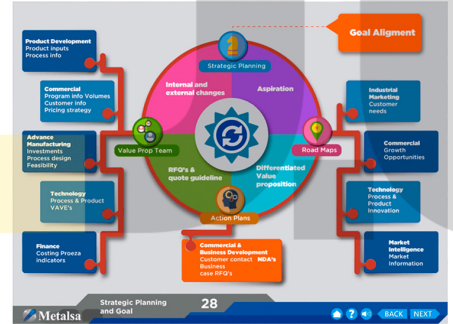 Goal Aligment
Product Development
Product inputs
Process info
Strategic Planning
Commercial
Program info Volumes
Customer info
Pricing strategy
Internal and
external changes
Aspiration
Industrial
Marketing
Customer
needs
Advance
Manufacturing
Investments
Process design
Feasibility
Value Prop Team
Road Maps
Commercial
Growth
Opportunities
RFQ's &
quote guideline
Differentiated
Value
proposition
Technology
Process & Product
VAVE's
Action Plans
Technology
Process &
Product
Innovation
Finance
Costing Proeza
indicators
Commercial &
Business Development
Customer contact NDA's
Business
case RFQ's
Market
Intelligence
Market
Information
Metalsa
Strategic Planning
and Goal
28
?
BACK
NEXT